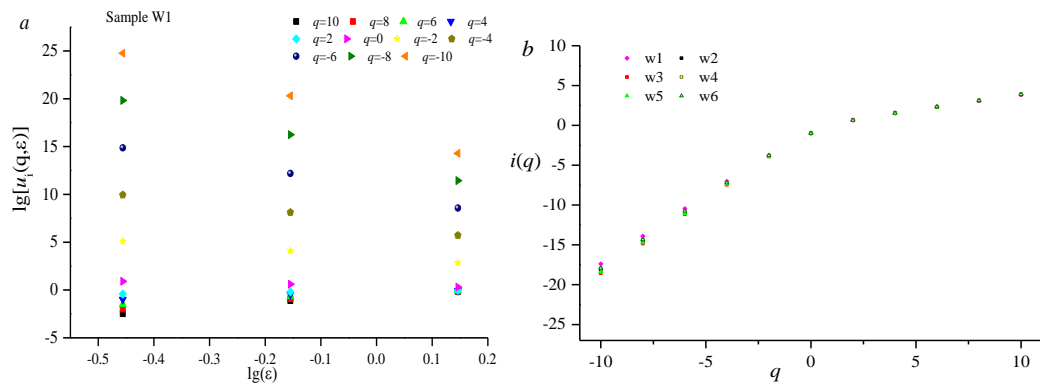 a
Sample W1
q=10 q=8 q=6 q=4
q=2 q=0 q=-2 q=-4
q=-6 q=-8 q=-10
25
20
15
10
5
0
-5
-0.5 -0.4 -0.3 -0.2 -0.1 0.0 0.1 0.2
lg(ε)
lg[u_i(q,ε)]
b
w1 w2
w3 w4
w5 w6
10
5
0
-5
-10
-15
-20
-25
i(q)
-10 -5 0 5 10
q